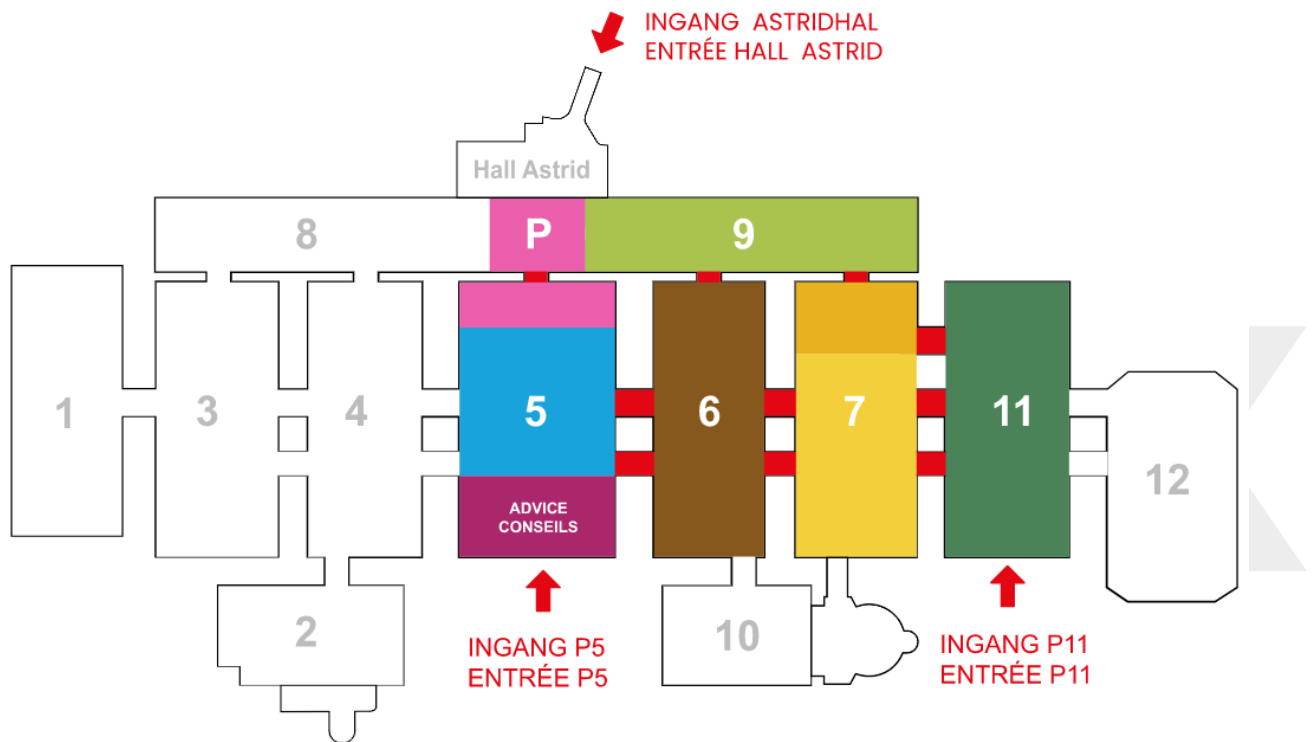 INGANG ASTRIDHAL
ENTRÉE HALL ASTRID
Hall Astrid
8
P
9
1
3
4
5
6
7
11
12
ADVICE
CONSEILS
2
10
INGANG P5
ENTRÉE P5
INGANG P11
ENTRÉE P11